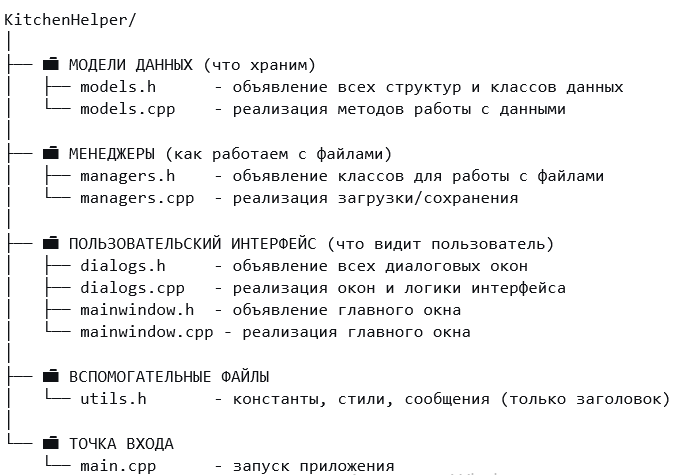 KitchenHelper/
│
├── 📁 МОДЕЛИ ДАННЫХ (что храним)
│   ├── models.h      - объявление всех структур и классов данных
│   └── models.cpp    - реализация методов работы с данными
│
├── 📁 МЕНЕДЖЕРЫ (как работаем с файлами)
│   ├── managers.h    - объявление классов для работы с файлами
│   └── managers.cpp  - реализация загрузки/сохранения
│
├── 📁 ПОЛЬЗОВАТЕЛЬСКИЙ ИНТЕРФЕЙС (что видит пользователь)
│   ├── dialogs.h     - объявление всех диалоговых окон
│   ├── dialogs.cpp   - реализация окон и логики интерфейса
│   ├── mainwindow.h  - объявление главного окна
│   └── mainwindow.cpp - реализация главного окна
│
├── 📁 ВСПОМОГАТЕЛЬНЫЕ ФАЙЛЫ
│   └── utils.h       - константы, стили, сообщения (только заголовок)
│
└── 📁 ТОЧКА ВХОДА
    └── main.cpp      - запуск приложения